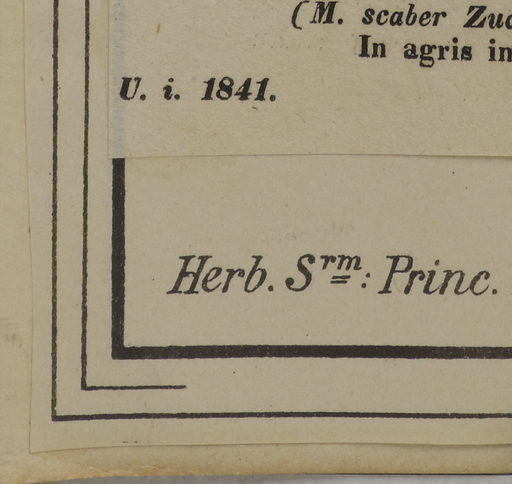 (M. scaber Zuc
In agris in
U. i. 1841.
Herb. Srm: Princ.